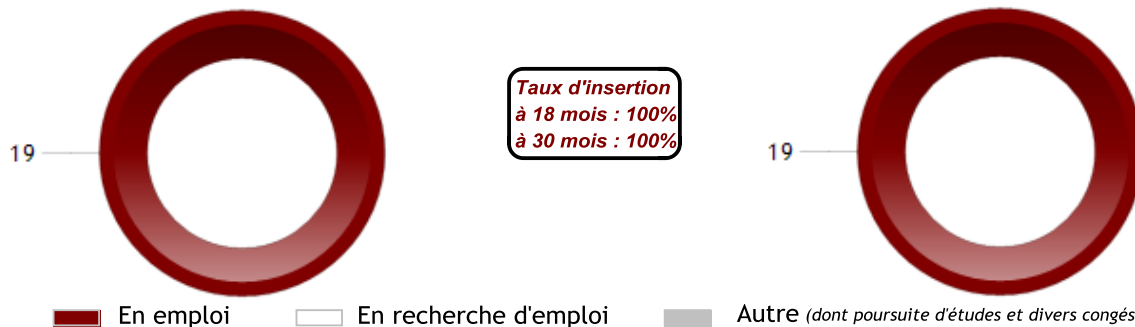 19
Taux d'insertion
à 18 mois : 100%
à 30 mois : 100%
19
En emploi
En recherche d'emploi
Autre (dont poursuite d'études et divers congés